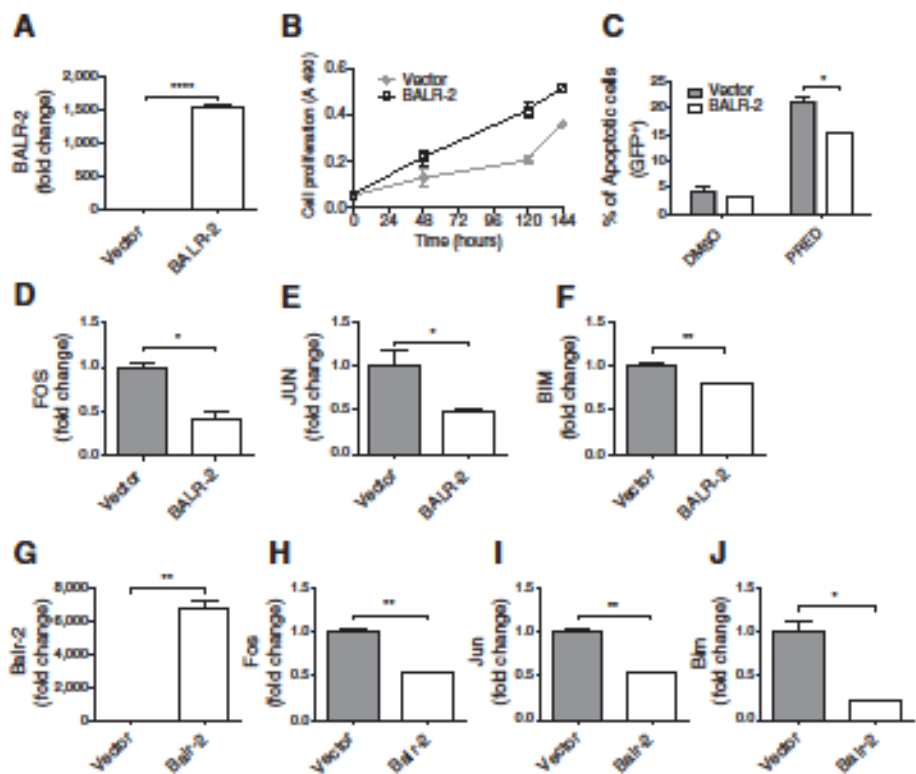 A
BALR-2
(fold change)
2,000
1,500
1,000
500
0
****
Vector
BALR-2
B
Cell proliferation (A 490)
0.6
0.4
0.2
0.0
Vector
BALR-2
0 24 48 72 96 120 144
Time (hours)
C
% of Apoptotic cells
(GFP+)
25
20
15
10
5
0
Vector
BALR-2
*
DMSO
PRED
D
FOS
(fold change)
1.5
1.0
0.5
0.0
*
Vector
BALR-2
E
JUN
(fold change)
1.5
1.0
0.5
0.0
*
Vector
BALR-2
F
BIM
(fold change)
1.5
1.0
0.5
0.0
**
Vector
BALR-2
G
Balr-2
(fold change)
8,000
6,000
4,000
2,000
0
**
Vector
Balr-2
H
Fos
(fold change)
1.5
1.0
0.5
0.0
**
Vector
Balr-2
I
Jun
(fold change)
1.5
1.0
0.5
0.0
**
Vector
Balr-2
J
Bim
(fold change)
1.5
1.0
0.5
0.0
*
Vector
Balr-2